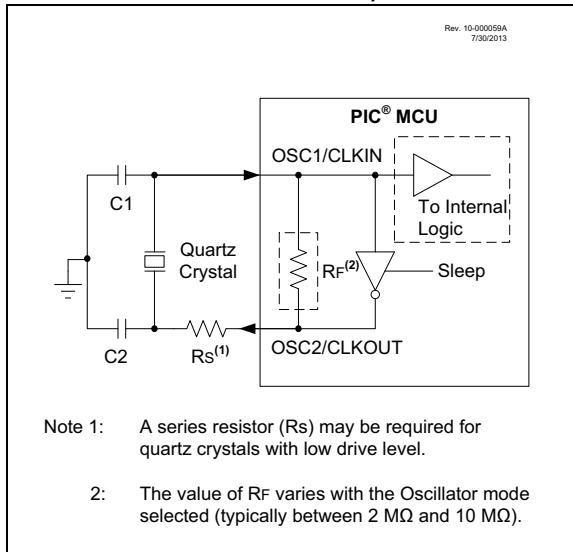 Rev. 10-000059A
7/30/2013
PIC® MCU
OSC1/CLKIN
C1
To Internal
Logic
Quartz
Crystal
RF(2)
Sleep
C2
RS(1)
OSC2/CLKOUT
Note 1: A series resistor (Rs) may be required for
quartz crystals with low drive level.
2: The value of RF varies with the Oscillator mode
selected (typically between 2 MΩ and 10 MΩ).